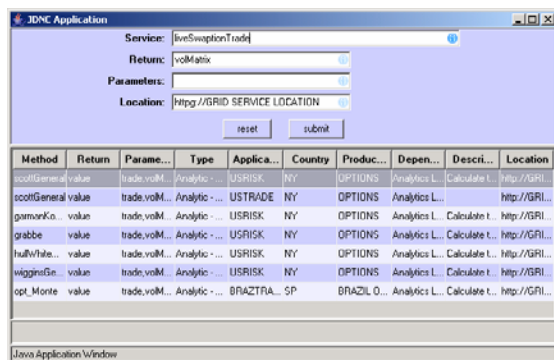 JDNC Application
Service: liveSwaptionTrade
Return: volMatrix
Parameters:
Location: httpg://GRID SERVICE LOCATION
reset submit
Method Return Parame... Type Applica... Country Produc... Depen... Descri... Location
scottGeneral value trade,volM... Analytic - ... USRISK NY OPTIONS Analytics L... Calculate t... http://GRI...
scottGeneral value trade,volM... Analytic - ... USTRADE NY OPTIONS Analytics L... http://GRI...
garmanKo... value trade,volM... Analytic - ... USRISK NY OPTIONS Analytics L... Calculate t... http://GRI...
grabbe value trade,volM... Analytic - ... USRISK NY OPTIONS Analytics L... Calculate t... http://GRI...
hullWhite... value trade,volM... Analytic - ... USRISK NY OPTIONS Analytics L... Calculate t... http://GRI...
wigginsGe... value trade,volM... Analytic - ... USRISK NY OPTIONS Analytics L... Calculate t... http://GRI...
opt_Monte value trade,volM... Analytic - ... BRAZTRA... SP BRAZIL O... Analytics L... Calculate t... http://GRI...
Java Application Window